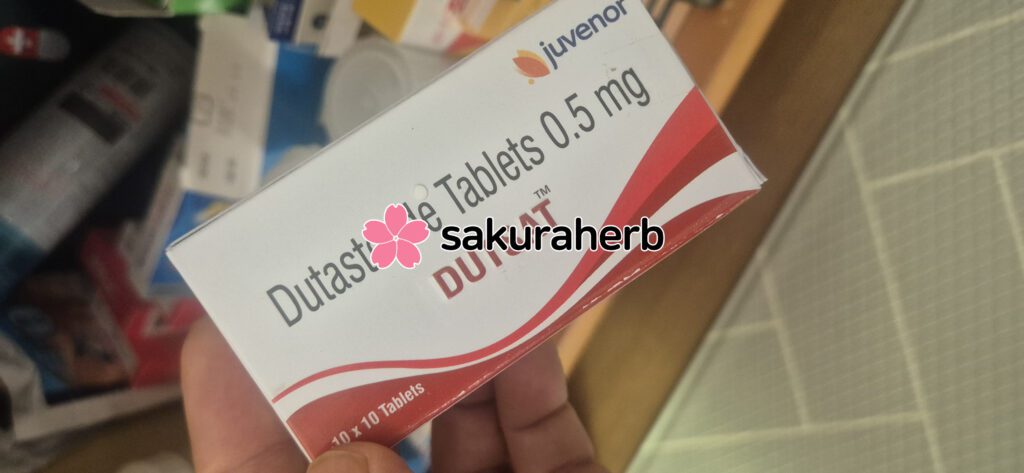 juvenor
Tablets 0.5 mg
sakuraherb
10 x 10 Tablets